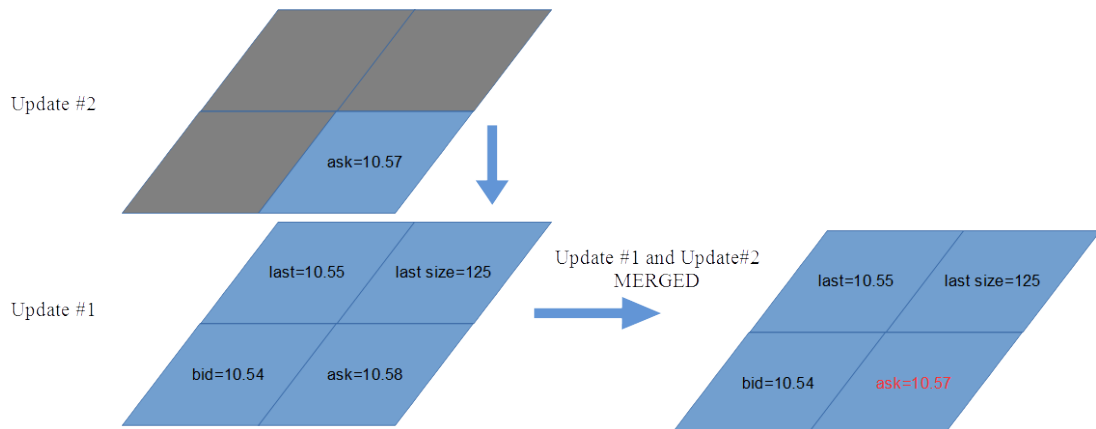 Update #2
ask=10.57
last=10.55
last size=125
Update #1
bid=10.54
ask=10.58
Update #1 and Update#2
MERGED
last=10.55
last size=125
bid=10.54
ask=10.57